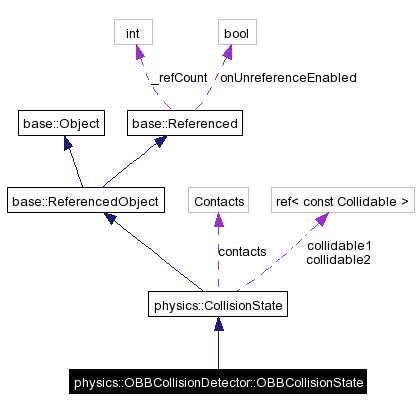 int
bool
_refCount
onUnreferenceEnabled
base::Object
base::Referenced
base::ReferencedObject
Contacts
ref< const Collidable >
contacts
collidable1
collidable2
physics::CollisionState
physics::OBBCollisionDetector::OBBCollisionState